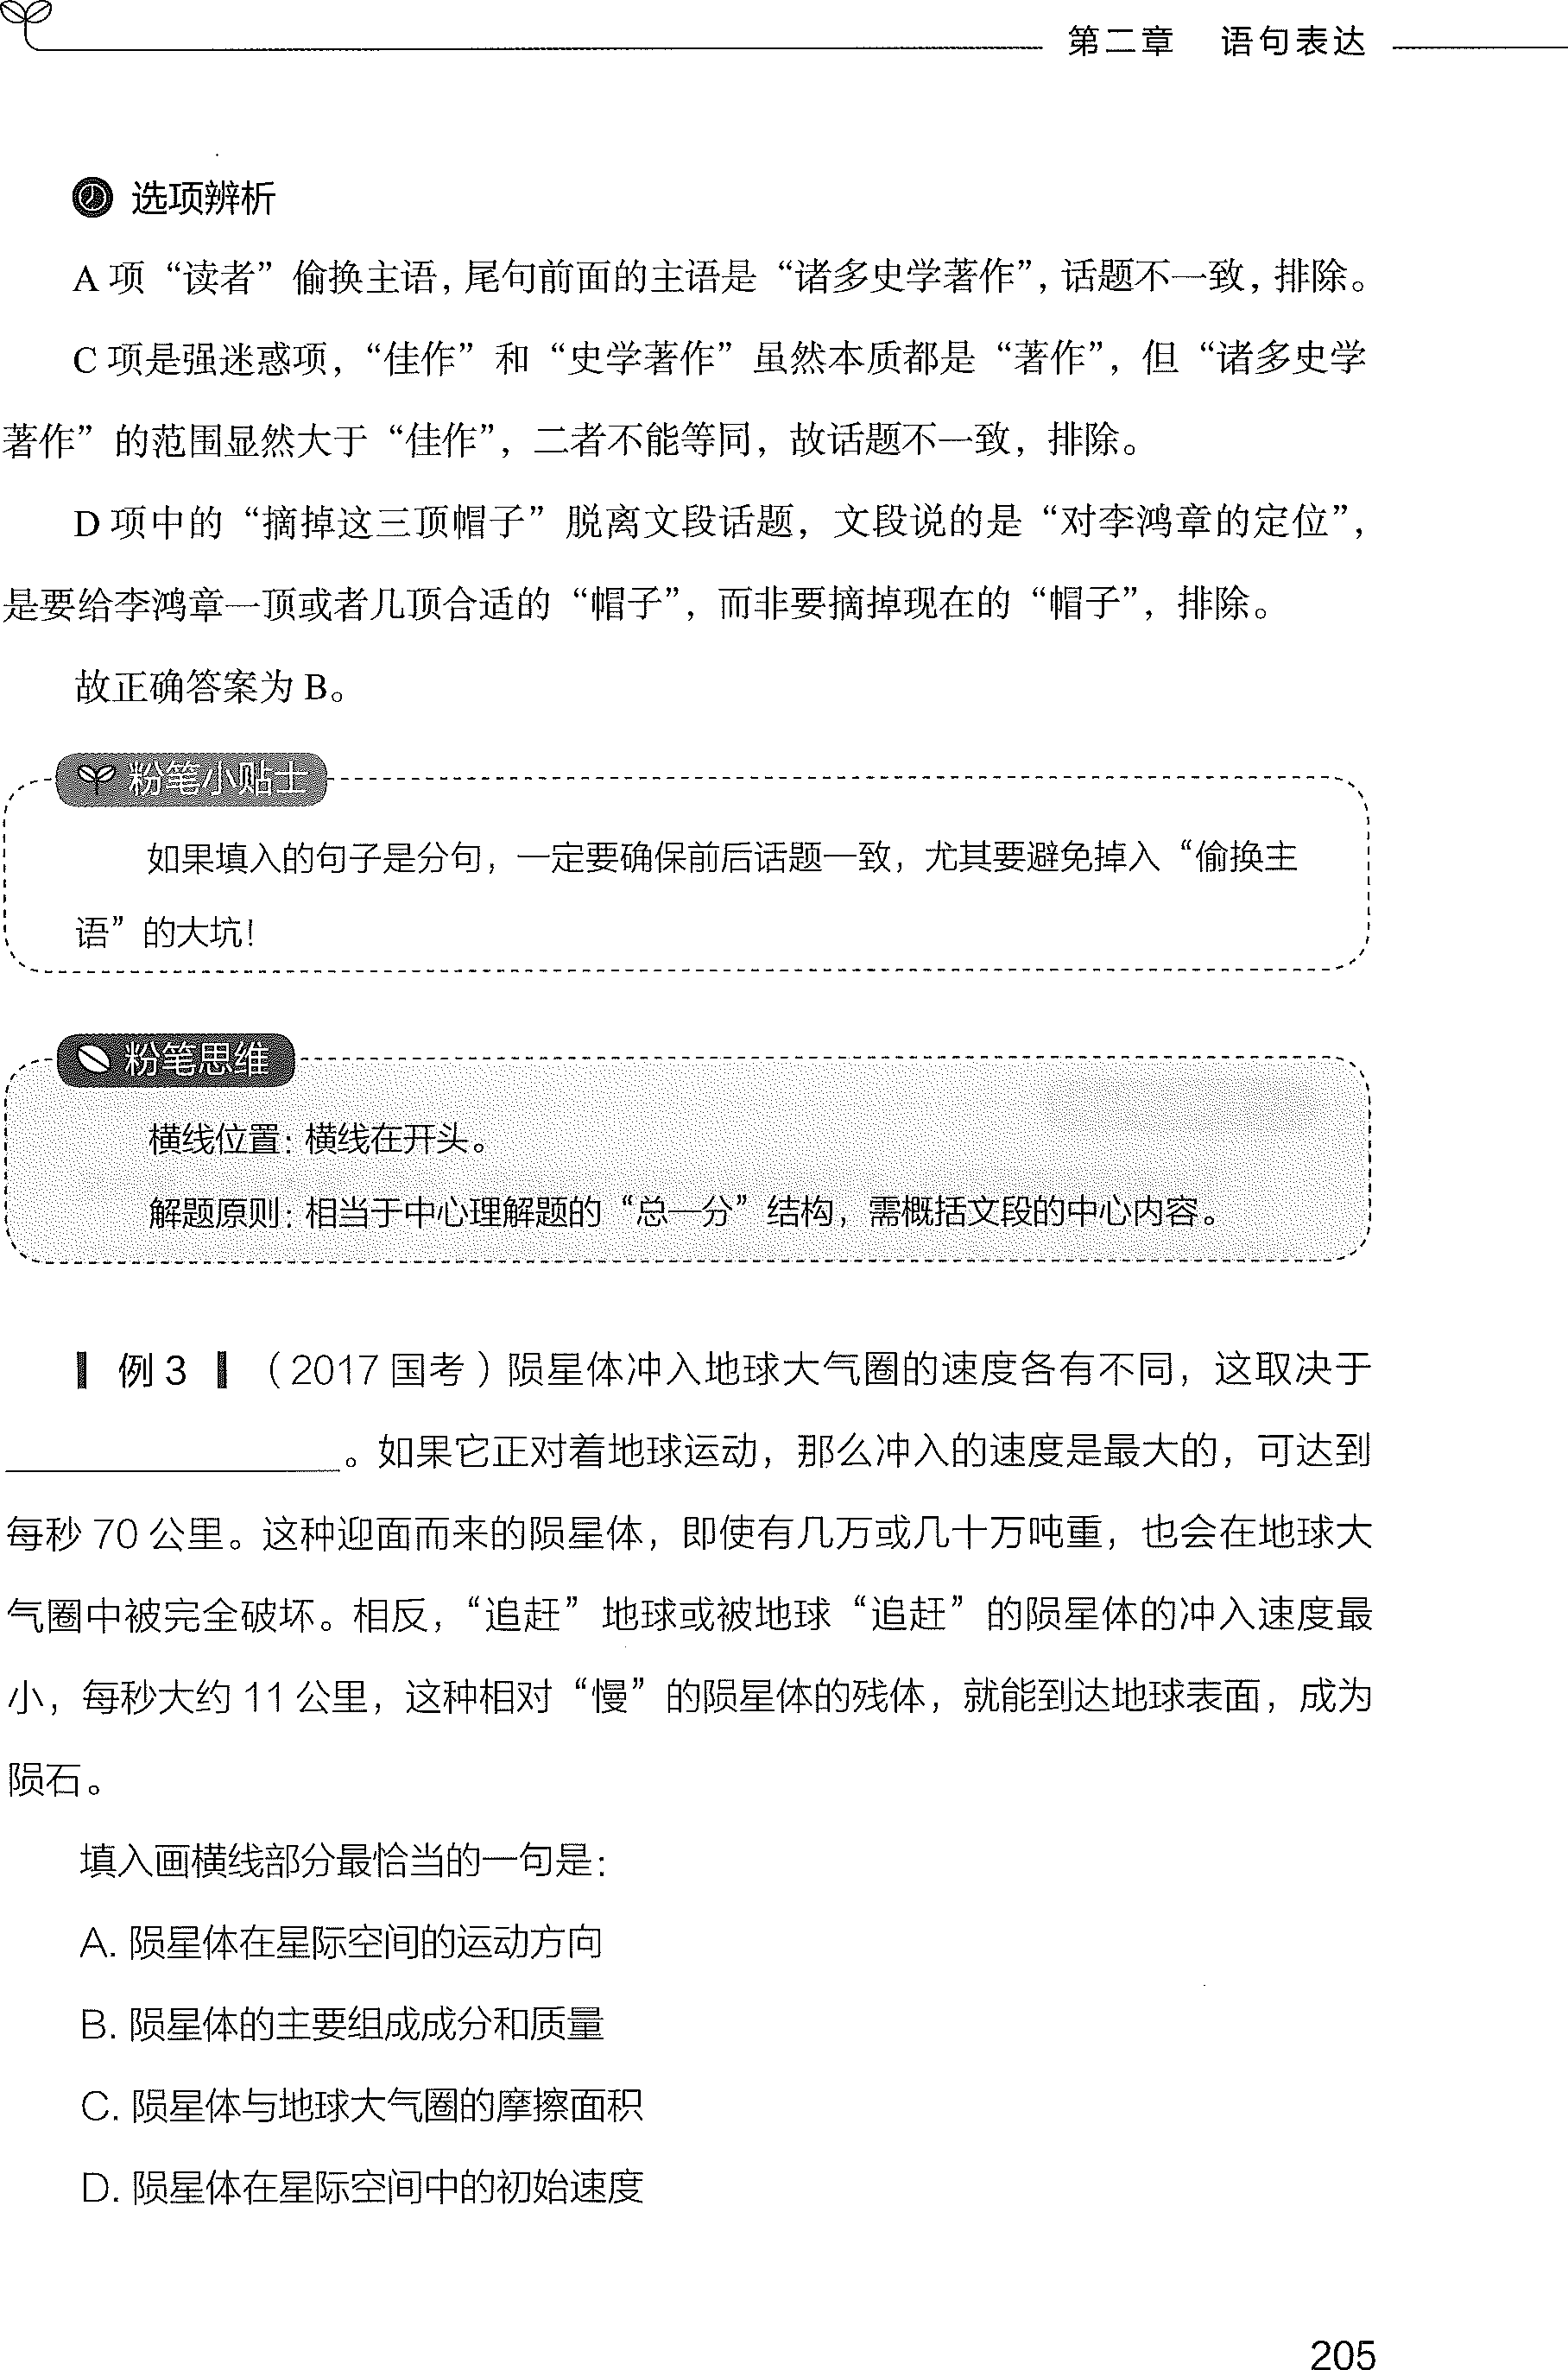 第二章 语句表达
选项辨析
A 项“读者”偷换主语，尾句前面的主语是“诸多史学著作”，话题不一致，排除。
C 项是强迷惑项，“佳作”和“史学著作”虽然本质都是“著作”，但“诸多史学
著作”的范围显然大于“佳作”，二者不能等同，故话题不一致，排除。
D 项中的“摘掉这三顶帽子”脱离文段话题，文段说的是“对李鸿章的定位”，
是要给李鸿章一顶或者几顶合适的“帽子”，而非要摘掉现在的“帽子”，排除。
故正确答案为 B。
粉笔小贴士
如果填入的句子是分句，一定要确保前后话题一致，尤其要避免掉入“偷换主
语”的大坑！
粉笔思维
横线位置：横线在开头。
解题原则：相当于中心理解题的“总—分”结构，需概括文段的中心内容。
例 3 （2017 国考）陨星体冲入地球大气圈的速度各有不同，这取决于
________________。如果它正对着地球运动，那么冲入的速度是最大的，可达到
每秒 70 公里。这种迎面而来的陨星体，即使有几万或几十万吨重，也会在地球大
气圈中被完全破坏。相反，“追赶”地球或被地球“追赶”的陨星体的冲入速度最
小，每秒大约 11 公里，这种相对“慢”的陨星体的残体，就能到达地球表面，成为
陨石。
填入画横线部分最恰当的一句是：
A. 陨星体在星际空间的运动方向
B. 陨星体的主要组成成分和质量
C. 陨星体与地球大气圈的摩擦面积
D. 陨星体在星际空间中的初始速度
205